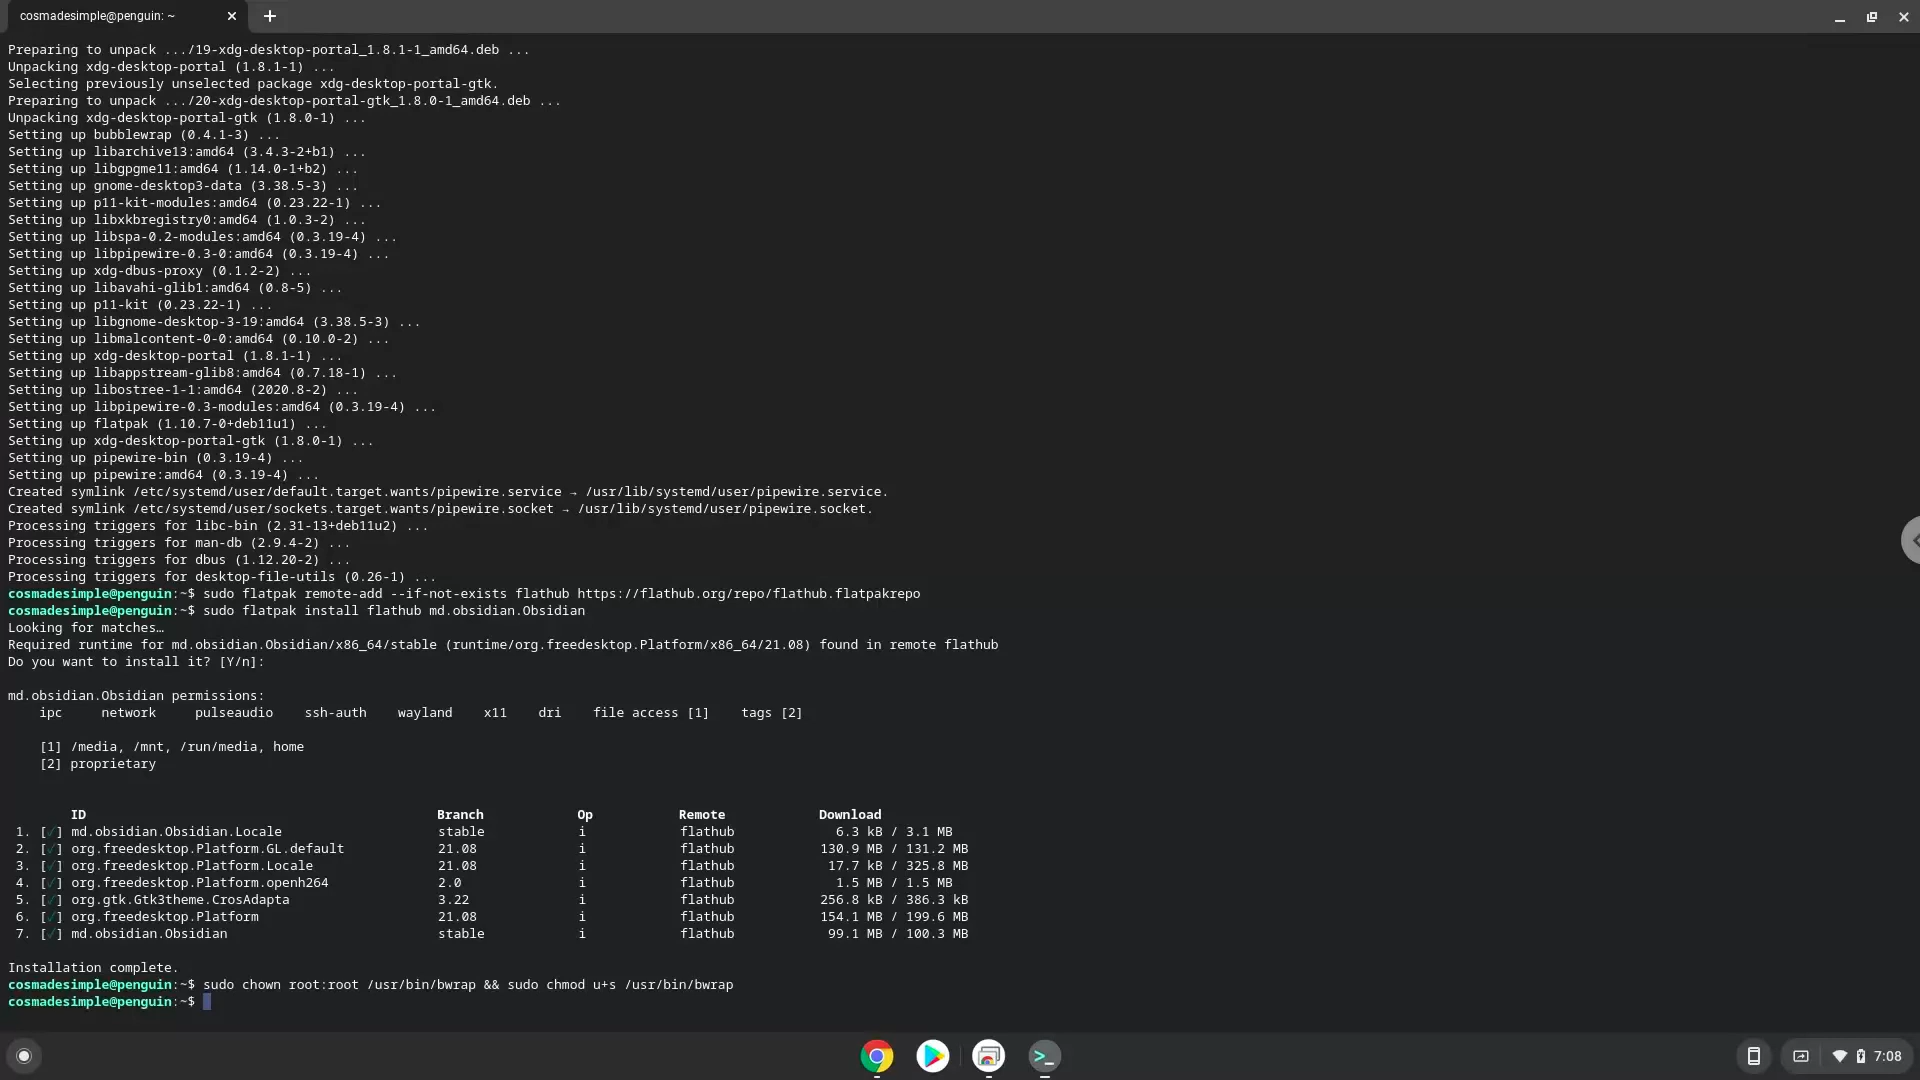 cosmadesimple@penguin: ~
Preparing to unpack .../19-xdg-desktop-portal_1.8.1-1_amd64.deb ...
Unpacking xdg-desktop-portal (1.8.1-1) ...
Selecting previously unselected package xdg-desktop-portal-gtk.
Preparing to unpack .../20-xdg-desktop-portal-gtk_1.8.0-1_amd64.deb ...
Unpacking xdg-desktop-portal-gtk (1.8.0-1) ...
Setting up bubblewrap (0.4.1-3) ...
Setting up libarchive13:amd64 (3.4.3-2+b1) ...
Setting up libgpgme11:amd64 (1.14.0-1+b2) ...
Setting up gnome-desktop3-data (3.38.5-3) ...
Setting up p11-kit-modules:amd64 (0.23.22-1) ...
Setting up libxkbregistry0:amd64 (1.0.3-2) ...
Setting up libspa-0.2-modules:amd64 (0.3.19-4) ...
Setting up libpipewire-0.3-0:amd64 (0.3.19-4) ...
Setting up xdg-dbus-proxy (0.1.2-2) ...
Setting up libavahi-glib1:amd64 (0.8-5) ...
Setting up p11-kit (0.23.22-1) ...
Setting up libgnome-desktop-3-19:amd64 (3.38.5-3) ...
Setting up libmalcontent-0-0:amd64 (0.10.0-2) ...
Setting up xdg-desktop-portal (1.8.1-1) ...
Setting up libappstream-glib8:amd64 (0.7.18-1) ...
Setting up libostree-1-1:amd64 (2020.8-2) ...
Setting up libpipewire-0.3-modules:amd64 (0.3.19-4) ...
Setting up flatpak (1.10.7-0+deb11u1) ...
Setting up xdg-desktop-portal-gtk (1.8.0-1) ...
Setting up pipewire-bin (0.3.19-4) ...
Setting up pipewire:amd64 (0.3.19-4) ...
Created symlink /etc/systemd/user/default.target.wants/pipewire.service → /usr/lib/systemd/user/pipewire.service.
Created symlink /etc/systemd/user/sockets.target.wants/pipewire.socket → /usr/lib/systemd/user/pipewire.socket.
Processing triggers for libc-bin (2.31-13+deb11u2) ...
Processing triggers for man-db (2.9.4-2) ...
Processing triggers for dbus (1.12.20-2) ...
Processing triggers for desktop-file-utils (0.26-1) ...
cosmadesimple@penguin:~$ sudo flatpak remote-add --if-not-exists flathub https://flathub.org/repo/flathub.flatpakrepo
cosmadesimple@penguin:~$ sudo flatpak install flathub md.obsidian.Obsidian
Looking for matches…
Required runtime for md.obsidian.Obsidian/x86_64/stable (runtime/org.freedesktop.Platform/x86_64/21.08) found in remote flathub
Do you want to install it? [Y/n]:
md.obsidian.Obsidian permissions:
ipc network pulseaudio ssh-auth wayland x11 dri file access [1] tags [2]
[1] /media, /mnt, /run/media, home
[2] proprietary
ID Branch Op Remote Download
1. [✓] md.obsidian.Obsidian.Locale stable i flathub 6.3 kB / 3.1 MB
2. [✓] org.freedesktop.Platform.GL.default 21.08 i flathub 130.9 MB / 131.2 MB
3. [✓] org.freedesktop.Platform.Locale 21.08 i flathub 17.7 kB / 325.8 MB
4. [✓] org.freedesktop.Platform.openh264 2.0 i flathub 1.5 MB / 1.5 MB
5. [✓] org.gtk.Gtk3theme.CrosAdapta 3.22 i flathub 256.8 kB / 386.3 kB
6. [✓] org.freedesktop.Platform 21.08 i flathub 154.1 MB / 199.6 MB
7. [✓] md.obsidian.Obsidian stable i flathub 99.1 MB / 100.3 MB
Installation complete.
cosmadesimple@penguin:~$ sudo chown root:root /usr/bin/bwrap && sudo chmod u+s /usr/bin/bwrap
cosmadesimple@penguin:~$
7:08